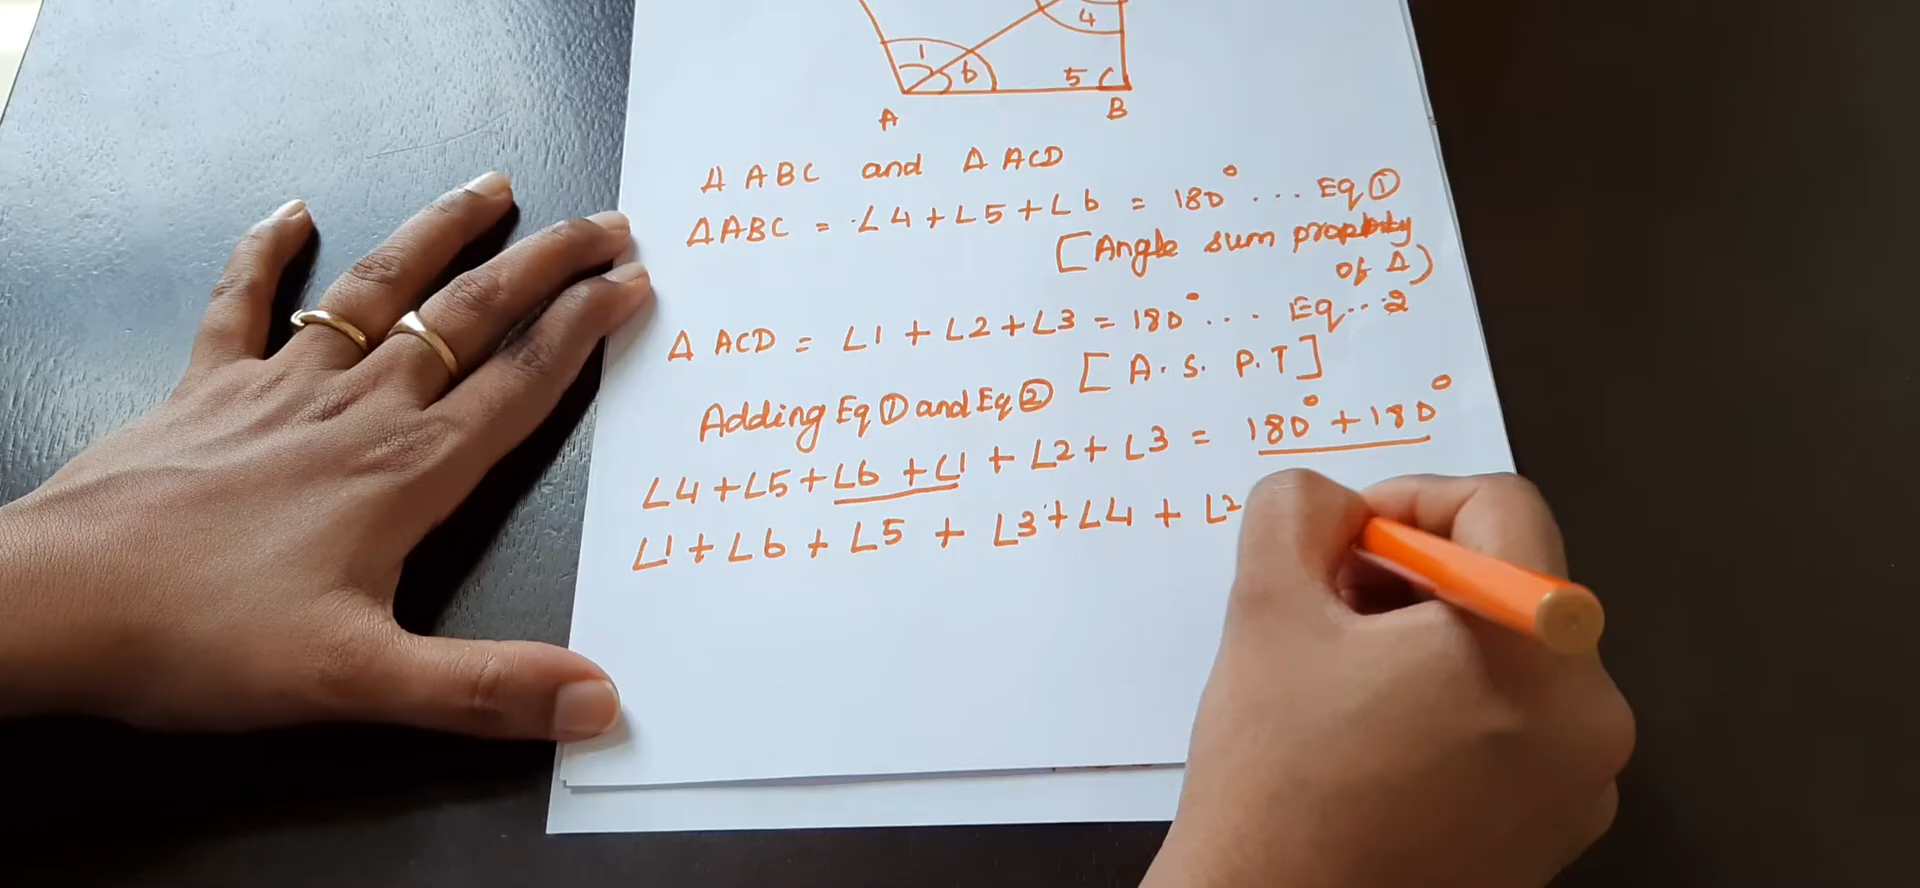 4
1 6 5
A B
Δ ABC and Δ ACD
ΔABC = ∠4+∠5+∠6 = 180° ... Eq ①
[Angle sum property
of Δ)
Δ ACD = ∠1 + ∠2+∠3 = 180° ... Eq...2
[ A. S. P.T]
Adding Eq ① and Eq ②
∠4 +∠5+∠6 +∠1 + ∠2+ ∠3 = 180° + 180°
∠1 + ∠6 + ∠5 + ∠3 + ∠4 + ∠2